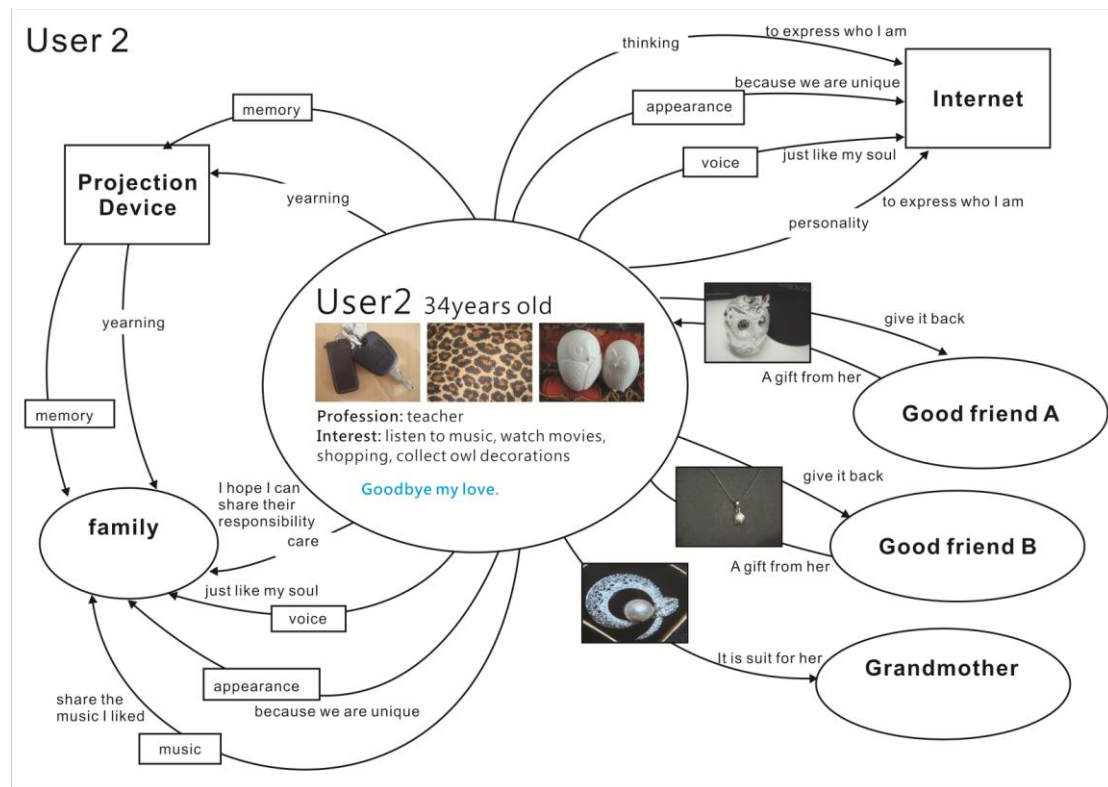 User 2
thinking
to express who I am
because we are unique
appearance
Internet
memory
voice
just like my soul
Projection
Device
yearning
to express who I am
personality
User2 34years old
give it back
yearning
A gift from her
Good friend A
memory
Profession: teacher
Interest: listen to music, watch movies,
shopping, collect owl decorations
Goodbye my love.
give it back
I hope I can
share their
responsibility
care
family
Good friend B
A gift from her
just like my soul
voice
It is suit for her
Grandmother
appearance
because we are unique
share the
music I liked
music